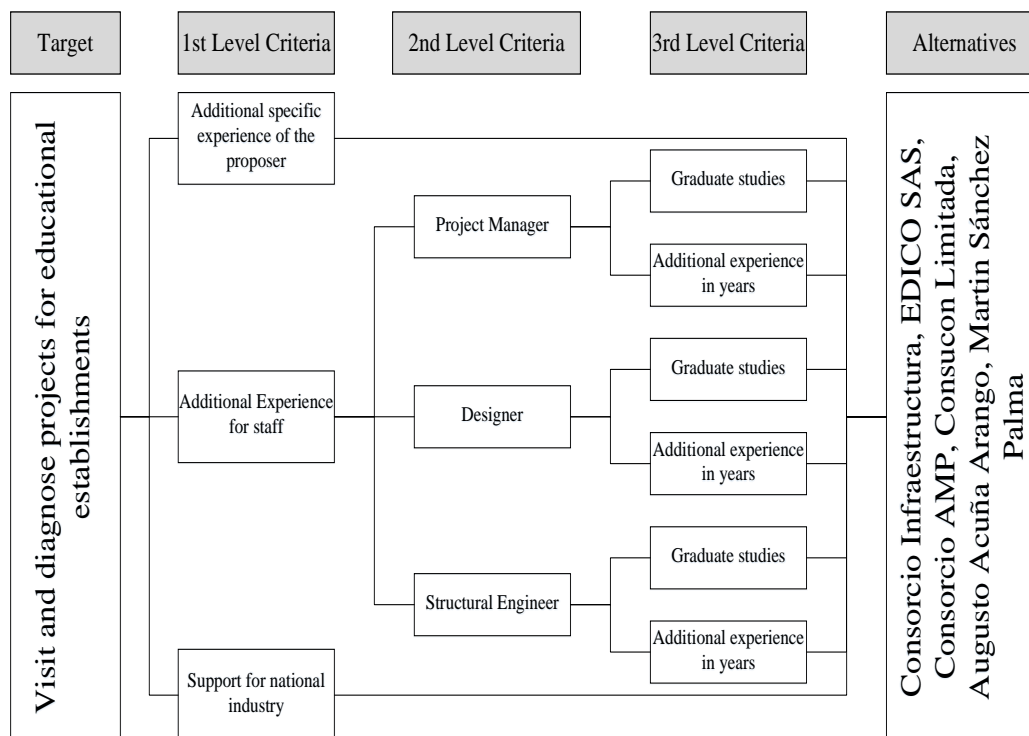 Target
1st Level Criteria
2nd Level Criteria
3rd Level Criteria
Alternatives
Visit and diagnose projects for educational
establishments
Additional specific
experience of the
proposer
Additional Experience
for staff
Support for national
industry
Project Manager
Designer
Structural Engineer
Graduate studies
Additional experience
in years
Graduate studies
Additional experience
in years
Graduate studies
Additional experience
in years
Consorcio Infraestructura, EDICO SAS,
Consorcio AMP, Consucon Limitada,
Augusto Acuña Arango, Martin Sánchez
Palma